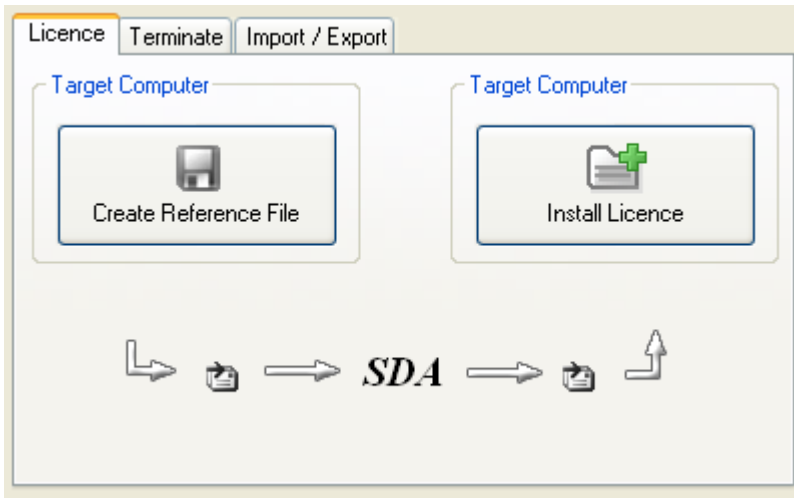 Licence Terminate Import / Export
Target Computer Target Computer
Create Reference File Install Licence
SDA